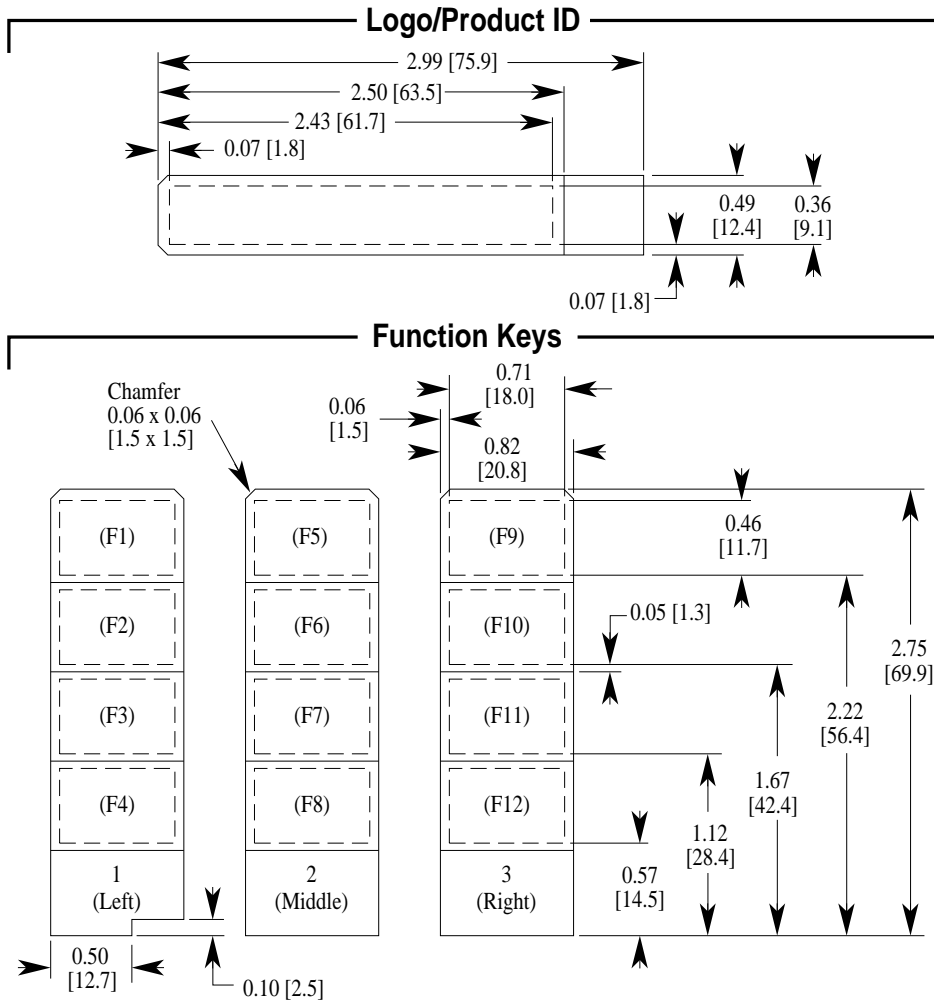 Logo/Product ID
2.99 [75.9]
2.50 [63.5]
2.43 [61.7]
0.07 [1.8]
0.49
[12.4]
0.36
[9.1]
0.07 [1.8]
Function Keys
Chamfer
0.06 x 0.06
[1.5 x 1.5]
0.06
[1.5]
0.71
[18.0]
0.82
[20.8]
(F1)
(F5)
(F9)
0.46
[11.7]
(F2)
(F6)
(F10)
0.05 [1.3]
2.75
[69.9]
(F3)
(F7)
(F11)
2.22
[56.4]
1.67
[42.4]
(F4)
(F8)
(F12)
1.12
[28.4]
1
(Left)
2
(Middle)
3
(Right)
0.57
[14.5]
0.50
[12.7]
0.10 [2.5]